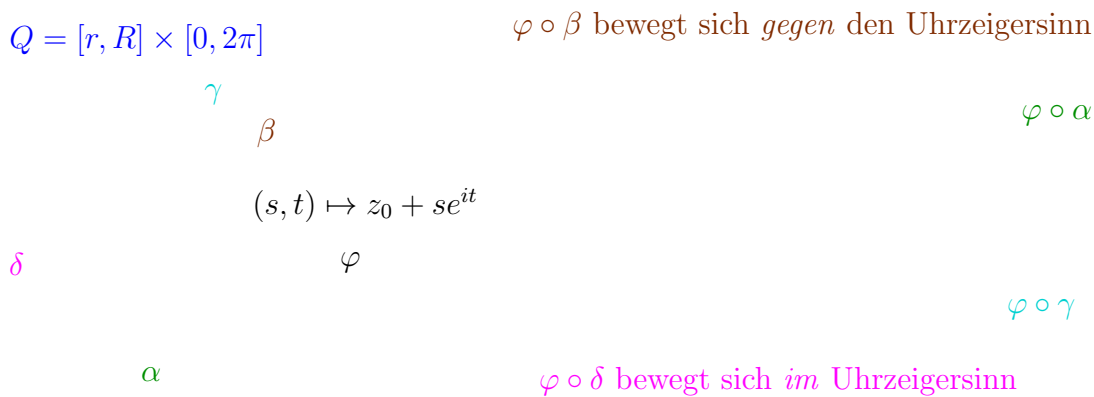 Q = [r, R] × [0, 2π]
φ ∘ β bewegt sich gegen den Uhrzeigersinn
γ
φ ∘ α
β
(s, t) ↦ z₀ + se^{it}
δ
φ
φ ∘ γ
α
φ ∘ δ bewegt sich im Uhrzeigersinn